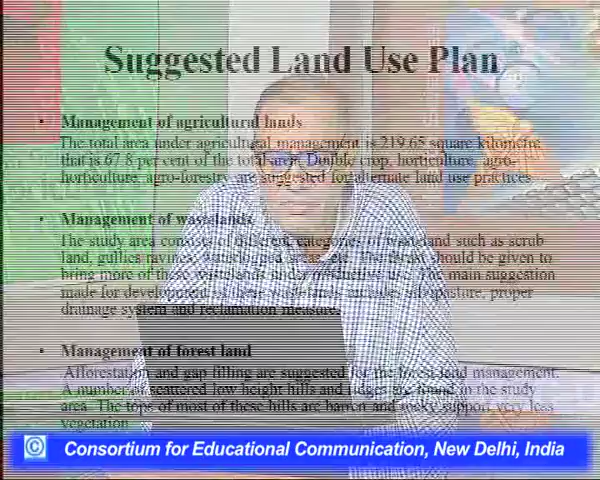 Suggested Land Use Plan
• Management of agricultural lands
The total area under agricultural management is 219.65 square kilometre
that is 67.8 per cent of the total area. Double crop, horticulture, agro-
horticulture, agro-forestry are suggested for alternate land use practices.
• Management of wastelands
The study area consists of different categories of wasteland such as scrub
land, gullies ravines, waterlogged areas, etc. The thrust should be given to
bring more of these wastelands under productive use. The main suggestion
made for development of these wastelands includes silvipasture, proper
drainage system and reclamation measures.
• Management of forest land
Afforestation and gap filling are suggested for the forest land management.
A number of scattered low height hills and ridges are found in the study
area. The tops of most of these hills are barren and rocky support very less
vegetation
© Consortium for Educational Communication, New Delhi, India